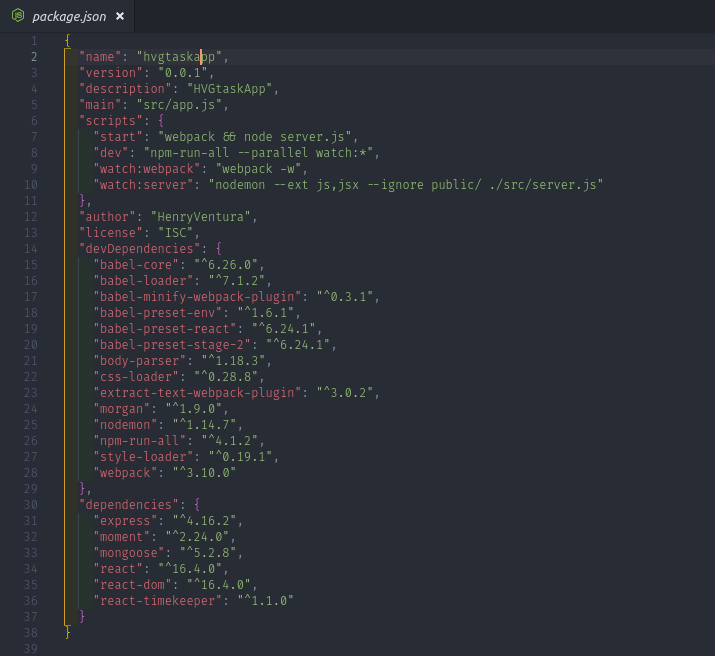 package.json ×
1 {
2 "name": "hvgtaskapp",
3 "version": "0.0.1",
4 "description": "HVGtaskApp",
5 "main": "src/app.js",
6 "scripts": {
7 "start": "webpack && node server.js",
8 "dev": "npm-run-all --parallel watch:*",
9 "watch:webpack": "webpack -w",
10 "watch:server": "nodemon --ext js,jsx --ignore public/ ./src/server.js"
11 },
12 "author": "HenryVentura",
13 "license": "ISC",
14 "devDependencies": {
15 "babel-core": "^6.26.0",
16 "babel-loader": "^7.1.2",
17 "babel-minify-webpack-plugin": "^0.3.1",
18 "babel-preset-env": "^1.6.1",
19 "babel-preset-react": "^6.24.1",
20 "babel-preset-stage-2": "^6.24.1",
21 "body-parser": "^1.18.3",
22 "css-loader": "^0.28.8",
23 "extract-text-webpack-plugin": "^3.0.2",
24 "morgan": "^1.9.0",
25 "nodemon": "^1.14.7",
26 "npm-run-all": "^4.1.2",
27 "style-loader": "^0.19.1",
28 "webpack": "^3.10.0"
29 },
30 "dependencies": {
31 "express": "^4.16.2",
32 "moment": "^2.24.0",
33 "mongoose": "^5.2.8",
34 "react": "^16.4.0",
35 "react-dom": "^16.4.0",
36 "react-timekeeper": "^1.1.0"
37 }
38 }
39